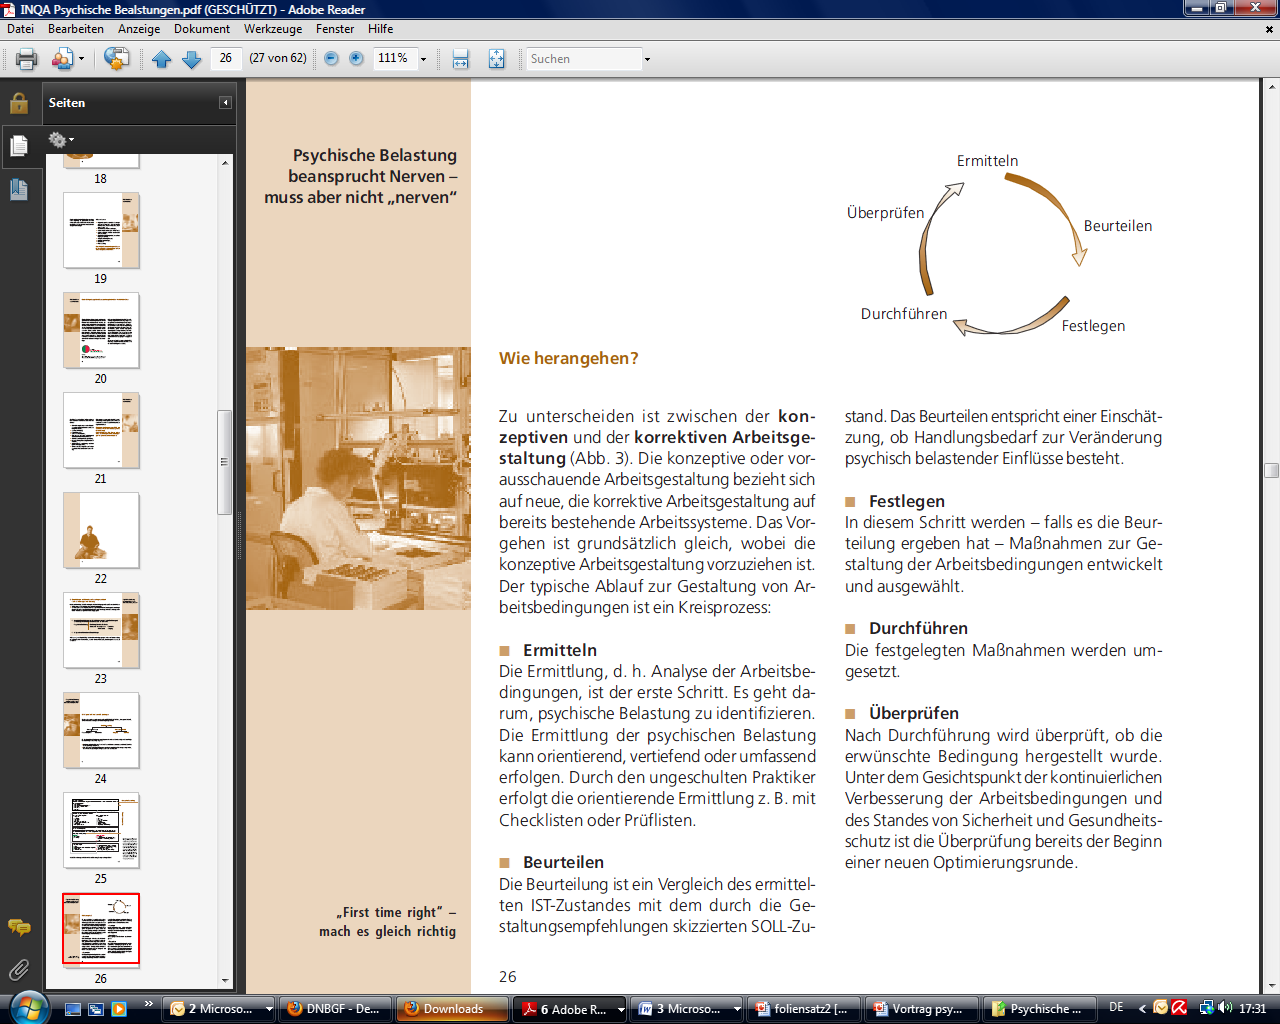 INQA Psychische Bealstungen.pdf (GESCHÜTZT) - Adobe Reader
Datei Bearbeiten Anzeige Dokument Werkzeuge Fenster Hilfe
26 (27 von 62) 111% Suchen
Seiten
18
19
20
21
22
23
24
25
26
Psychische Belastung
beansprucht Nerven –
muss aber nicht „nerven“
„First time right“ –
mach es gleich richtig
Ermitteln
Überprüfen
Beurteilen
Durchführen
Festlegen
Wie herangehen?
Zu unterscheiden ist zwischen der kon-
zeptiven und der korrektiven Arbeitsge-
staltung (Abb. 3). Die konzeptive oder vor-
ausschauende Arbeitsgestaltung bezieht sich
auf neue, die korrektive Arbeitsgestaltung auf
bereits bestehende Arbeitssysteme. Das Vor-
gehen ist grundsätzlich gleich, wobei die
konzeptive Arbeitsgestaltung vorzuziehen ist.
Der typische Ablauf zur Gestaltung von Ar-
beitsbedingungen ist ein Kreisprozess:
■ Ermitteln
Die Ermittlung, d. h. Analyse der Arbeitsbe-
dingungen, ist der erste Schritt. Es geht da-
rum, psychische Belastung zu identifizieren.
Die Ermittlung der psychischen Belastung
kann orientierend, vertiefend oder umfassend
erfolgen. Durch den ungeschulten Praktiker
erfolgt die orientierende Ermittlung z. B. mit
Checklisten oder Prüflisten.
■ Beurteilen
Die Beurteilung ist ein Vergleich des ermittel-
ten IST-Zustandes mit dem durch die Ge-
staltungsempfehlungen skizzierten SOLL-Zu-
stand. Das Beurteilen entspricht einer Einschät-
zung, ob Handlungsbedarf zur Veränderung
psychisch belastender Einflüsse besteht.
■ Festlegen
In diesem Schritt werden – falls es die Beur-
teilung ergeben hat – Maßnahmen zur Ge-
staltung der Arbeitsbedingungen entwickelt
und ausgewählt.
■ Durchführen
Die festgelegten Maßnahmen werden um-
gesetzt.
■ Überprüfen
Nach Durchführung wird überprüft, ob die
erwünschte Bedingung hergestellt wurde.
Unter dem Gesichtspunkt der kontinuierlichen
Verbesserung der Arbeitsbedingungen und
des Standes von Sicherheit und Gesundheits-
schutz ist die Überprüfung bereits der Beginn
einer neuen Optimierungsrunde.
26
2 Microso... DNBGF - De... Downloads 6 Adobe R... 3 Microso... foliensatz2 [... Vortrag psy... Psychische ... DE 17:31